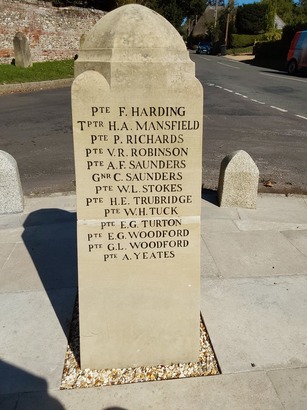 PTE F. HARDING
TPTR H.A. MANSFIELD
PTE P. RICHARDS
PTE V.R. ROBINSON
PTE A.F. SAUNDERS
GNR C. SAUNDERS
PTE W.L. STOKES
PTE H.E. TRUBRIDGE
PTE W.H. TUCK
PTE E.G. TURTON
PTE E.G. WOODFORD
PTE G.L. WOODFORD
PTE A. YEATES